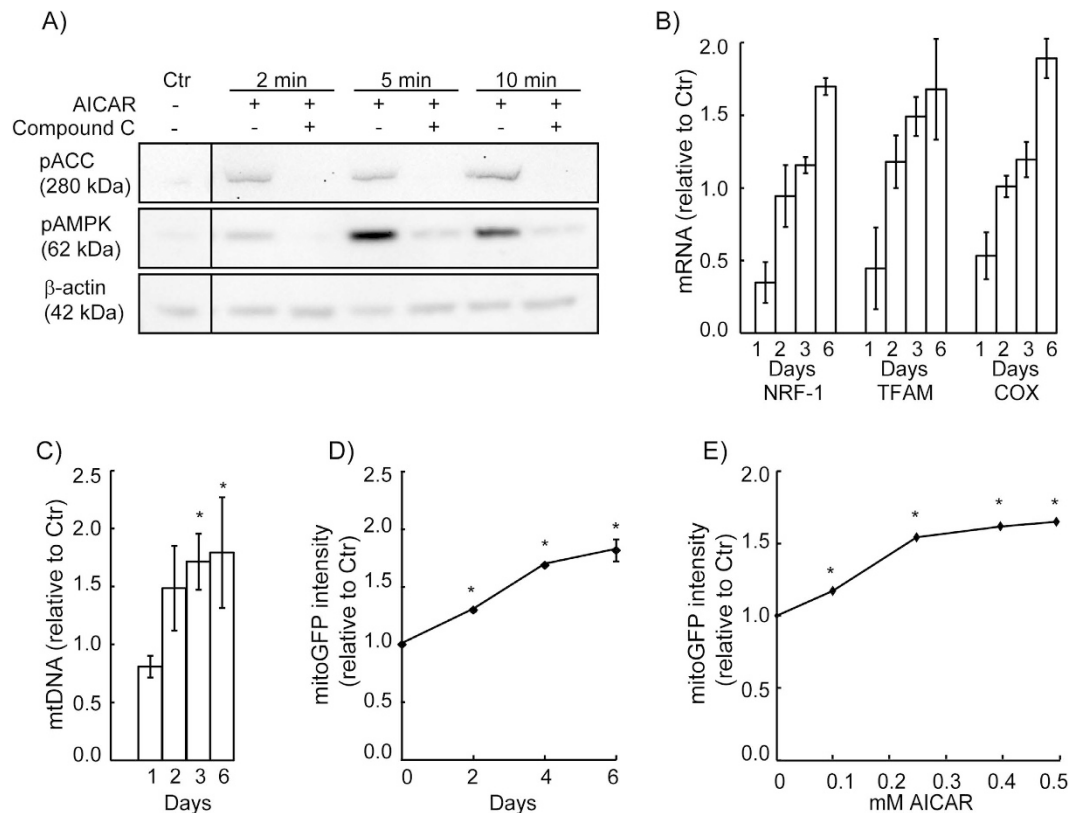 A)
Ctr 2 min 5 min 10 min
AICAR - + + + + + +
Compound C - - + - + - +
pACC
(280 kDa)
pAMPK
(62 kDa)
β-actin
(42 kDa)
B)
mRNA (relative to Ctr)
2.0
1.5
1.0
0.5
0.0
1 2 3 6 1 2 3 6 1 2 3 6
Days Days Days
NRF-1 TFAM COX
C)
mtDNA (relative to Ctr)
2.5
2.0
1.5
1.0
0.5
0.0
* *
1 2 3 6
Days
D)
mitoGFP intensity
(relative to Ctr)
2.5
2.0
1.5
1.0
0.5
0.0
* * *
0 2 4 6
Days
E)
mitoGFP intensity
(relative to Ctr)
2.0
1.5
1.0
0.5
0.0
* * * *
0 0.1 0.2 0.3 0.4 0.5
mM AICAR